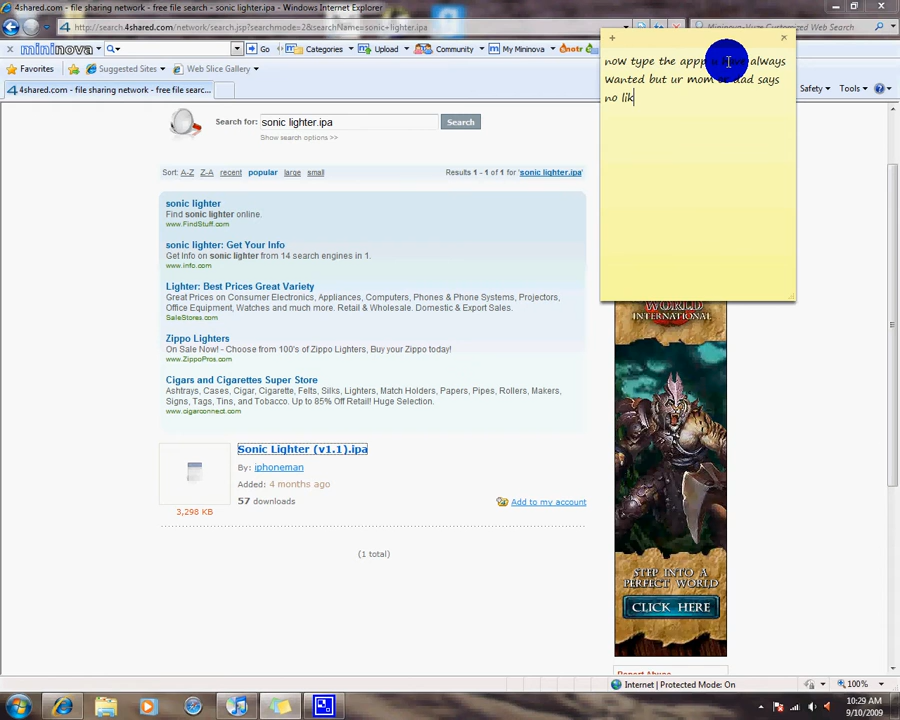 4shared.com - file sharing network - free file search - sonic lighter.ipa - Windows Internet Explorer
http://search.4shared.com/network/search.jsp?searchmode=2&searchName=sonic+lighter.ipa
Mininova-Vuze Customized Web Search
mininova Go Categories Upload Community My Mininova
Favorites Suggested Sites Web Slice Gallery
4shared.com - file sharing network - free file searc...
Safety Tools
now type the appp u have always
wanted but ur mom or dad says
no lik
Search for: sonic lighter.ipa Search
Show search options >>
Sort: A-Z Z-A recent popular large small Results 1 - 1 of 1 for 'sonic lighter.ipa'
sonic lighter
Find sonic lighter online.
www.FindStuff.com
sonic lighter: Get Your Info
Get Info on sonic lighter from 14 search engines in 1.
www.info.com
Lighter: Best Prices Great Variety
Great Prices on Consumer Electronics, Appliances, Computers, Phones & Phone Systems, Projectors,
Office Equipment, Watches and much more. Retail & Wholesale. Domestic & Export Sales.
SaleStores.com
Zippo Lighters
On Sale Now! - Choose from 100's of Zippo Lighters, Buy your Zippo today!
www.ZippoPros.com
Cigars and Cigarettes Super Store
Ashtrays, Cases, Cigar, Cigarette, Felts, Silks, Lighters, Match Holders, Papers, Pipes, Rollers, Makers,
Signs, Tags, Tins, and Tobacco. Up to 85% Off Retail! Huge Selection.
www.cigarconnect.com
Sonic Lighter (v1.1).ipa
By: iphoneman
Added: 4 months ago
57 downloads
Add to my account
3,298 KB
(1 total)
WORLD
INTERNATIONAL
STEP INTO A
PERFECT WORLD
CLICK HERE
Report Abuse
Internet | Protected Mode: On 100%
10:29 AM
9/10/2009